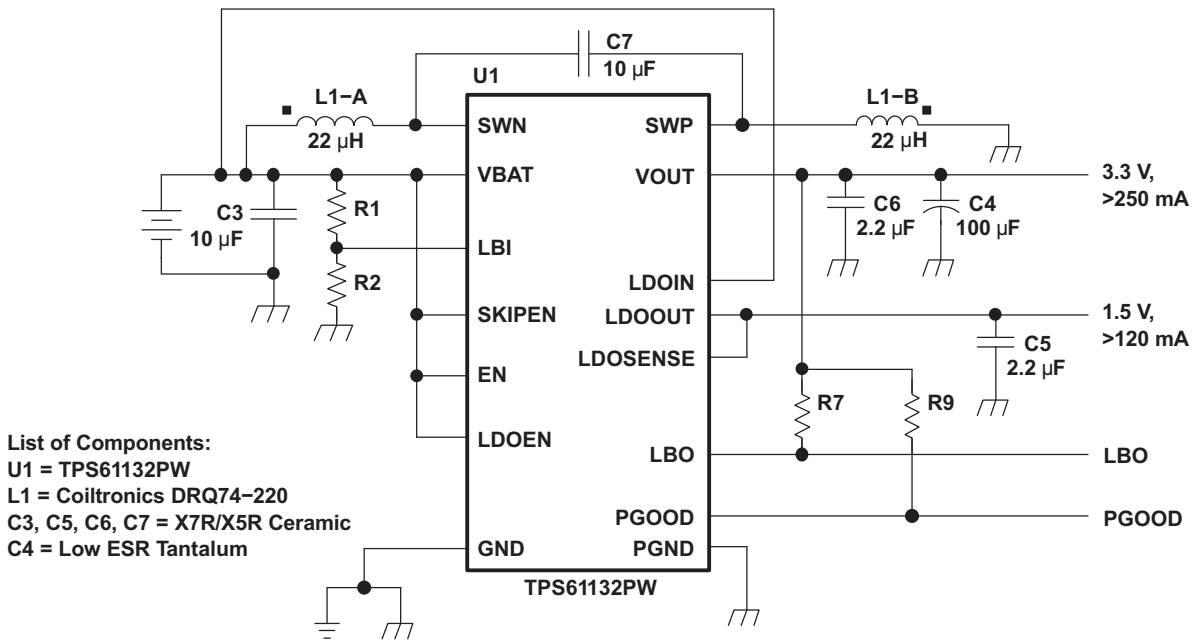 C7
10 µF
U1
L1−A
22 µH
SWN
SWP
L1−B
22 µH
VBAT
VOUT
3.3 V,
>250 mA
C3
10 µF
R1
C6
2.2 µF
C4
100 µF
LBI
R2
LDOIN
SKIPEN
LDOOUT
1.5 V,
>120 mA
LDOSENSE
C5
2.2 µF
EN
R7
R9
LDOEN
LBO
LBO
List of Components:
U1 = TPS61132PW
L1 = Coiltronics DRQ74−220
C3, C5, C6, C7 = X7R/X5R Ceramic
C4 = Low ESR Tantalum
PGOOD
PGOOD
GND
PGND
TPS61132PW